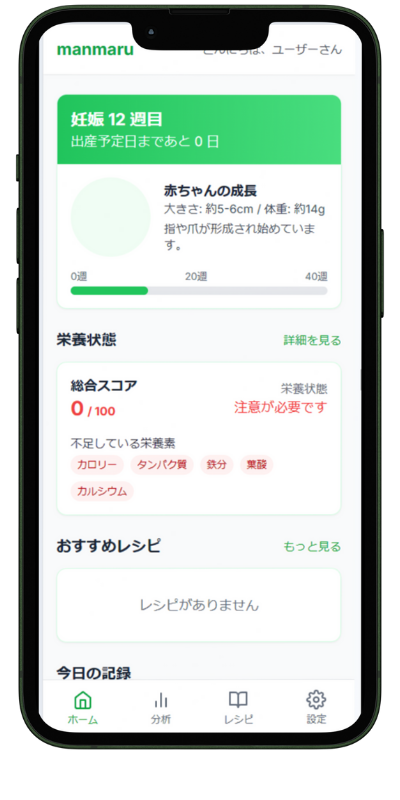 manmaru
こんにちは、ユーザーさん
妊娠 12 週目
出産予定日まであと 0 日
赤ちゃんの成長
大きさ: 約5-6cm / 体重: 約14g
指や爪が形成され始めていま
す。
0週 20週 40週
栄養状態 詳細を見る
総合スコア 栄養状態
0 / 100 注意が必要です
不足している栄養素
カロリー タンパク質 鉄分 葉酸
カルシウム
おすすめレシピ もっと見る
レシピがありません
今日の記録
ホーム 分析 レシピ 設定